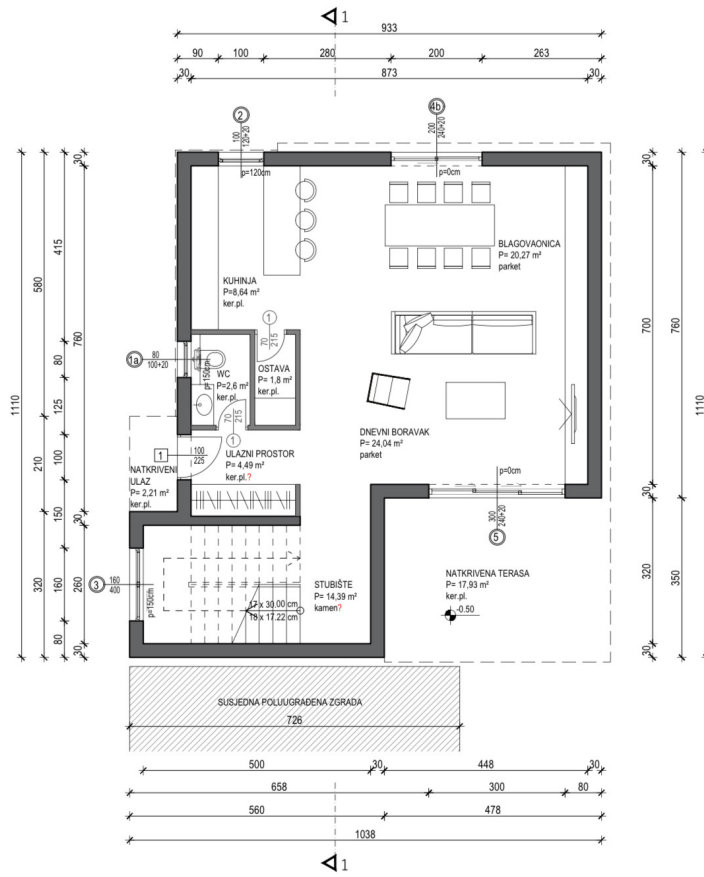 1
933
90 100 280 200 263
30 873 30
2
100
120+20
p=120cm
4b
200
240+20
p=0cm
30
415
580
760
1110
80
125
210
100
150
30
320
160
260
80
30
30
700
760
1110
30
320
350
30
BLAGOVAONICA
P= 20,27 m²
parket
KUHINJA
P=8,64 m²
ker.pl.
1
70
215
1a
80
100+20
p=150cm
WC
P=2,6 m²
ker.pl.
OSTAVA
P= 1,8 m²
ker.pl.
70
215
1
DNEVNI BORAVAK
P= 24,04 m²
parket
1
100
225
ULAZNI PROSTOR
P= 4,49 m²
ker.pl.?
NATKRIVENI
ULAZ
P= 2,21 m²
ker.pl.
p=0cm
300
240+20
5
3
160
400
p=150cm
STUBIŠTE
P= 14,39 m²
kamen?
17 x 30.00 cm
18 x 17.22 cm
NATKRIVENA TERASA
P= 17,93 m²
ker.pl.
-0.50
SUSJEDNA POLUUGRAĐENA ZGRADA
726
500 30 448 30
658 300 80
560 478
1038
1